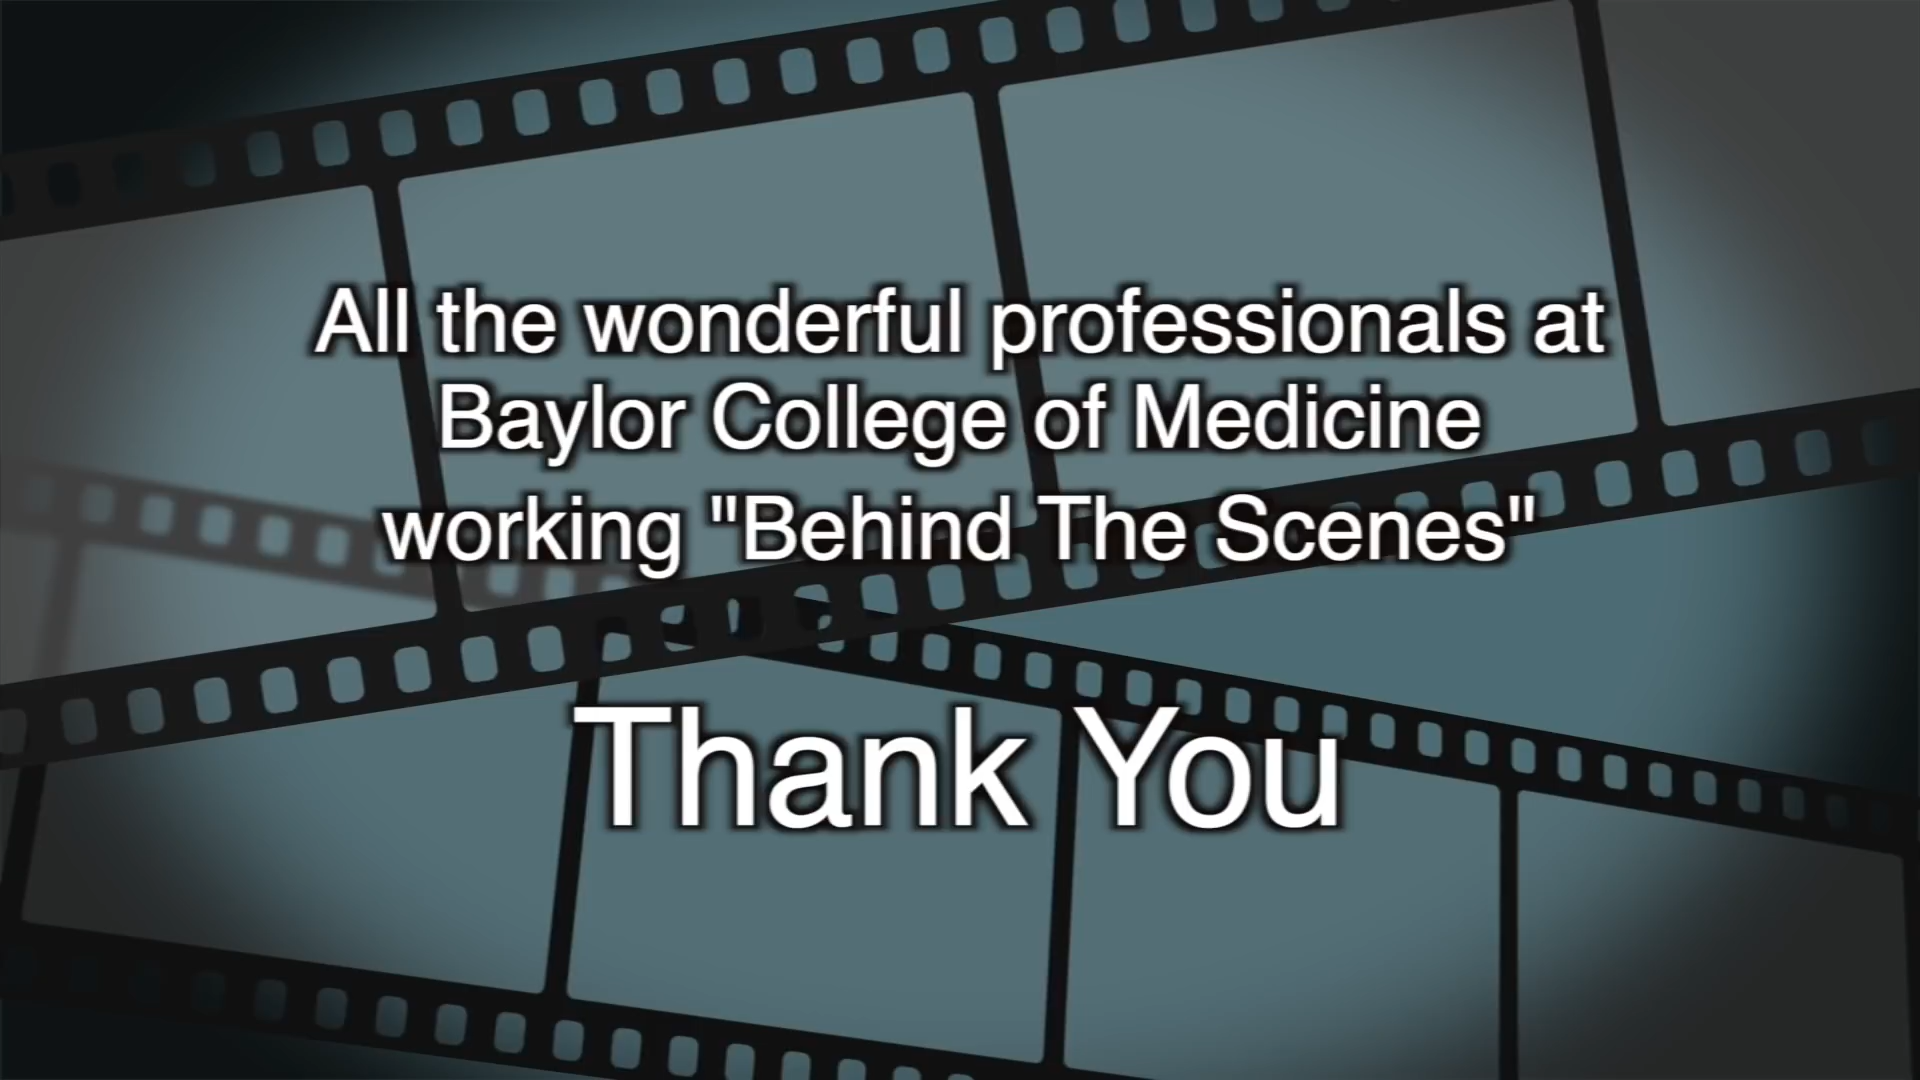 All the wonderful professionals at
Baylor College of Medicine
working "Behind The Scenes"
Thank You